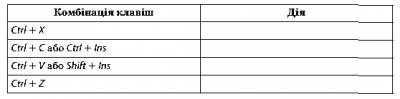 Комбінація клавіш Дія
Ctrl + X
Ctrl + C або Ctrl + Ins
Ctrl + V або Shift + Ins
Ctrl + Z